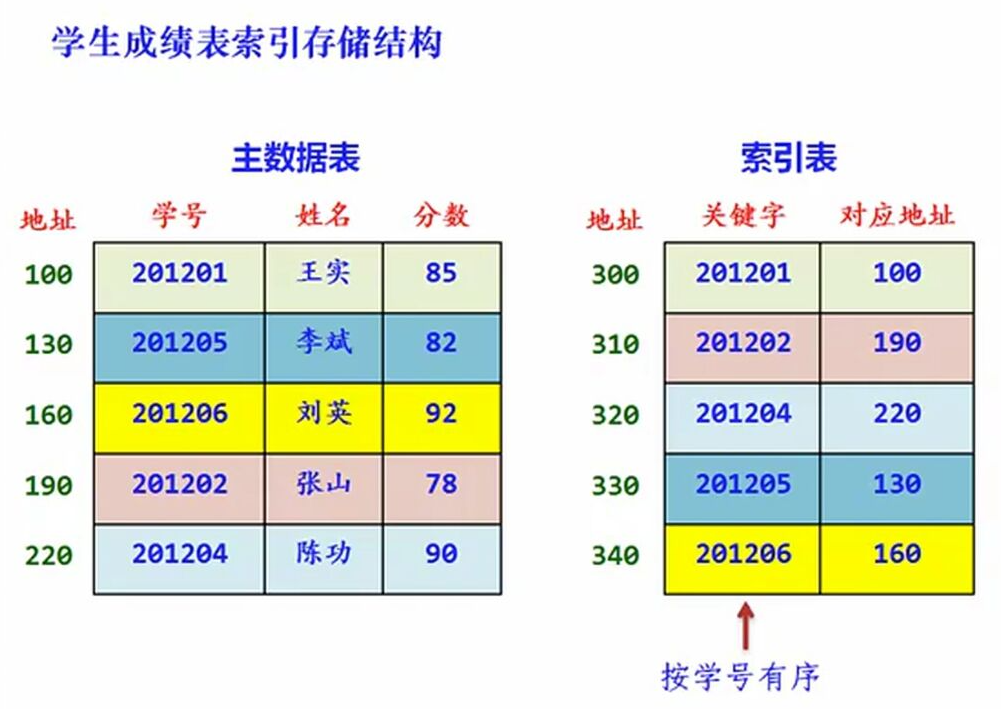 学生成绩表索引存储结构
主数据表 索引表
地址 学号 姓名 分数 地址 关键字 对应地址
100 201201 王实 85 300 201201 100
130 201205 李斌 82 310 201202 190
160 201206 刘英 92 320 201204 220
190 201202 张山 78 330 201205 130
220 201204 陈功 90 340 201206 160
按学号有序